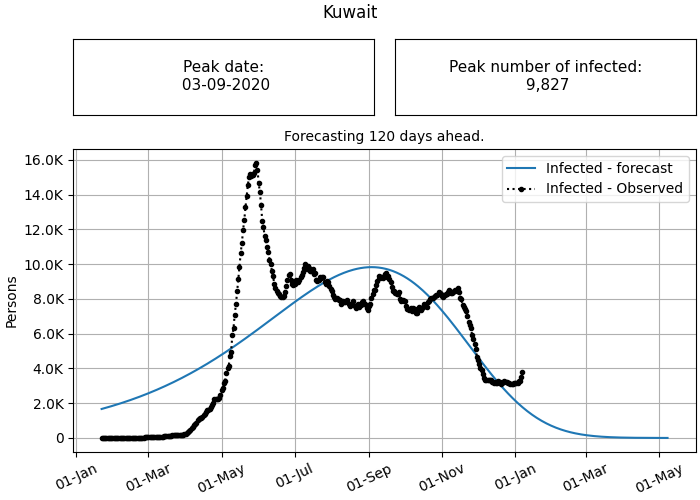 Kuwait
Peak date:
03-09-2020
Peak number of infected:
9,827
Forecasting 120 days ahead.
16.0K
14.0K
12.0K
10.0K
8.0K
6.0K
4.0K
2.0K
0
Persons
Infected - forecast
Infected - Observed
01-Jan
01-Mar
01-May
01-Jul
01-Sep
01-Nov
01-Jan
01-Mar
01-May